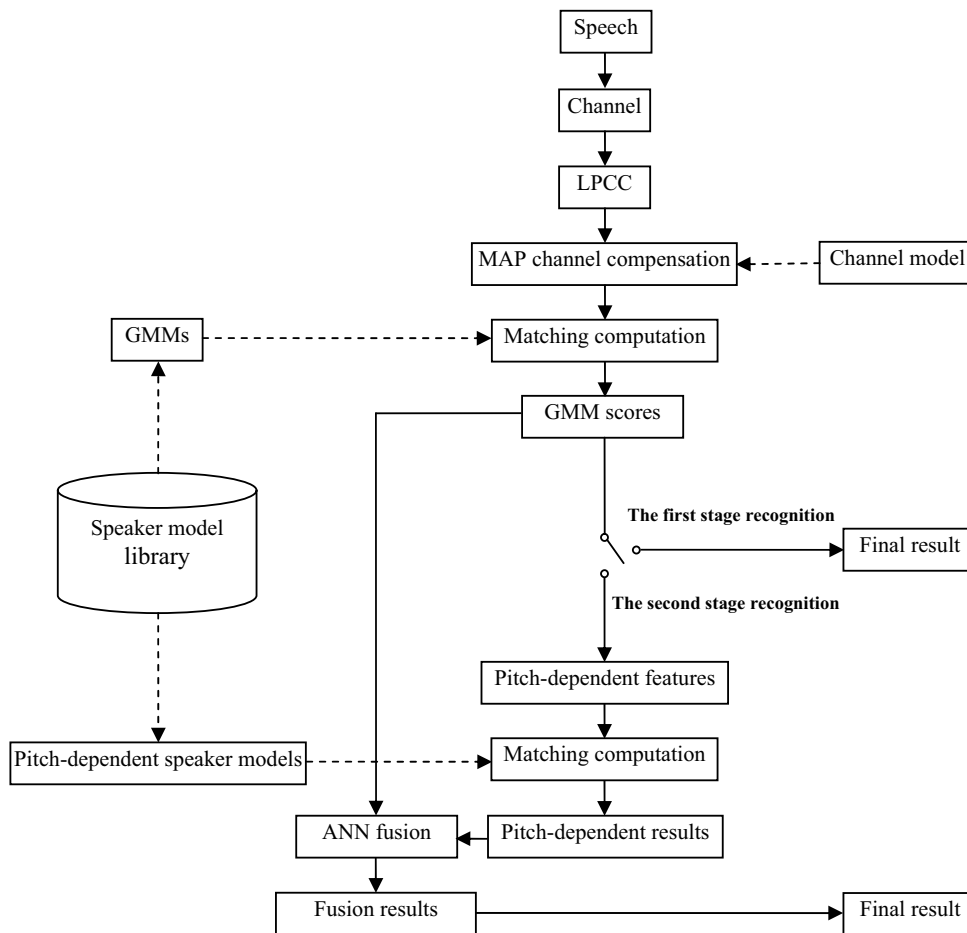 Speech
Channel
LPCC
MAP channel compensation
Channel model
GMMs
Matching computation
GMM scores
Speaker model
library
The first stage recognition
Final result
The second stage recognition
Pitch-dependent features
Pitch-dependent speaker models
Matching computation
ANN fusion
Pitch-dependent results
Fusion results
Final result